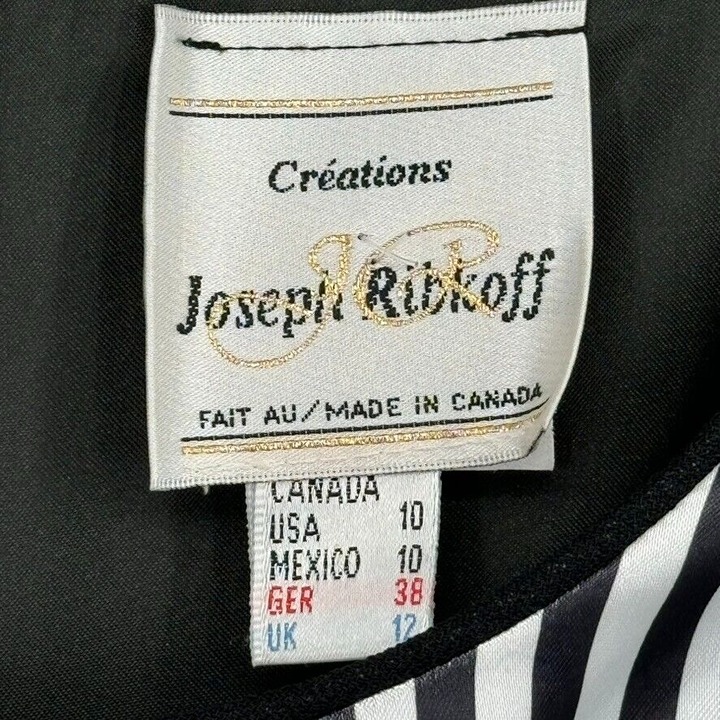 Créations
Joseph Ribkoff
FAIT AU/MADE IN CANADA
CANADA
USA 10
MEXICO 10
GER 38
UK 12